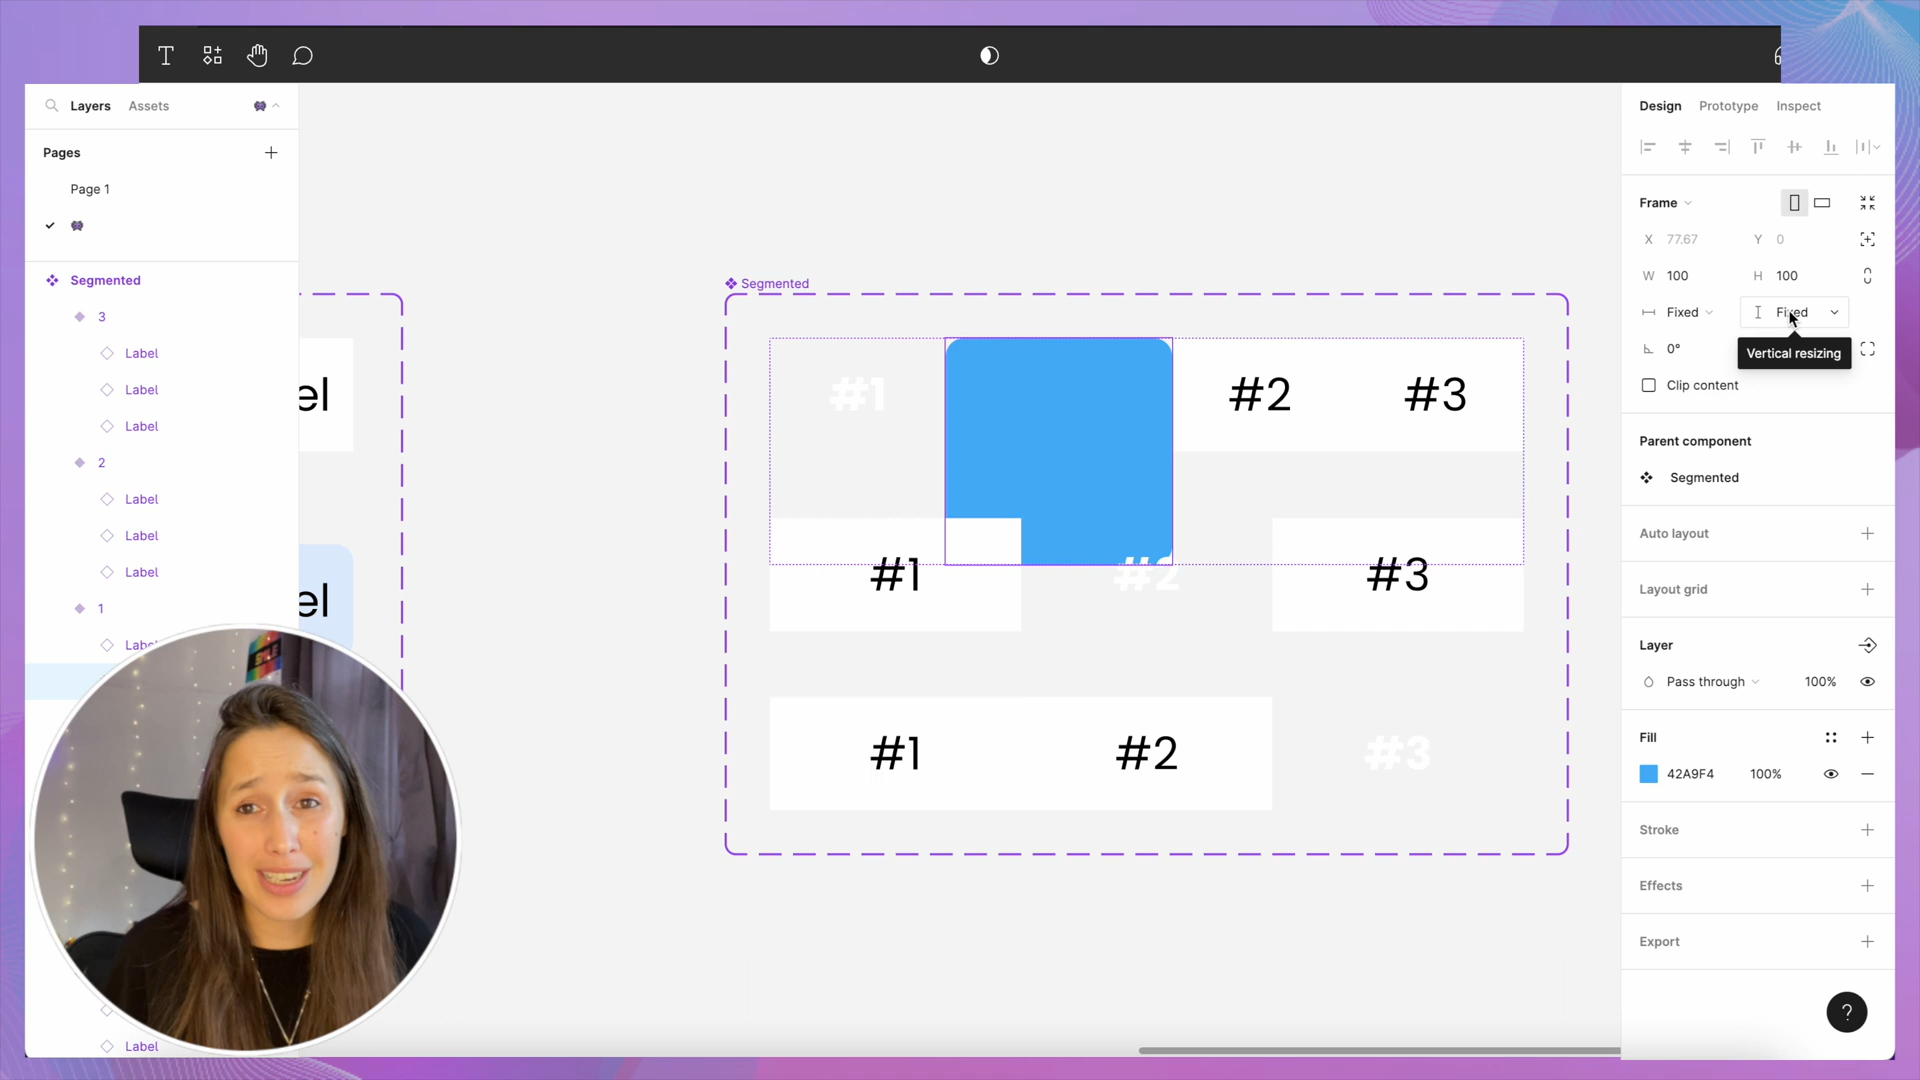 Layers Assets
Pages
Page 1
Segmented
3
Label
Label
Label
2
Label
Label
Label
1
Label
el
el
Segmented
#1
#2
#3
#1
#2
#3
#1
#2
#3
Design Prototype Inspect
Frame
X 77.67 Y 0
W 100 H 100
Fixed Fixed
0°
Vertical resizing
Clip content
Parent component
Segmented
Auto layout
Layout grid
Layer
Pass through 100%
Fill
42A9F4 100%
Stroke
Effects
Export
?